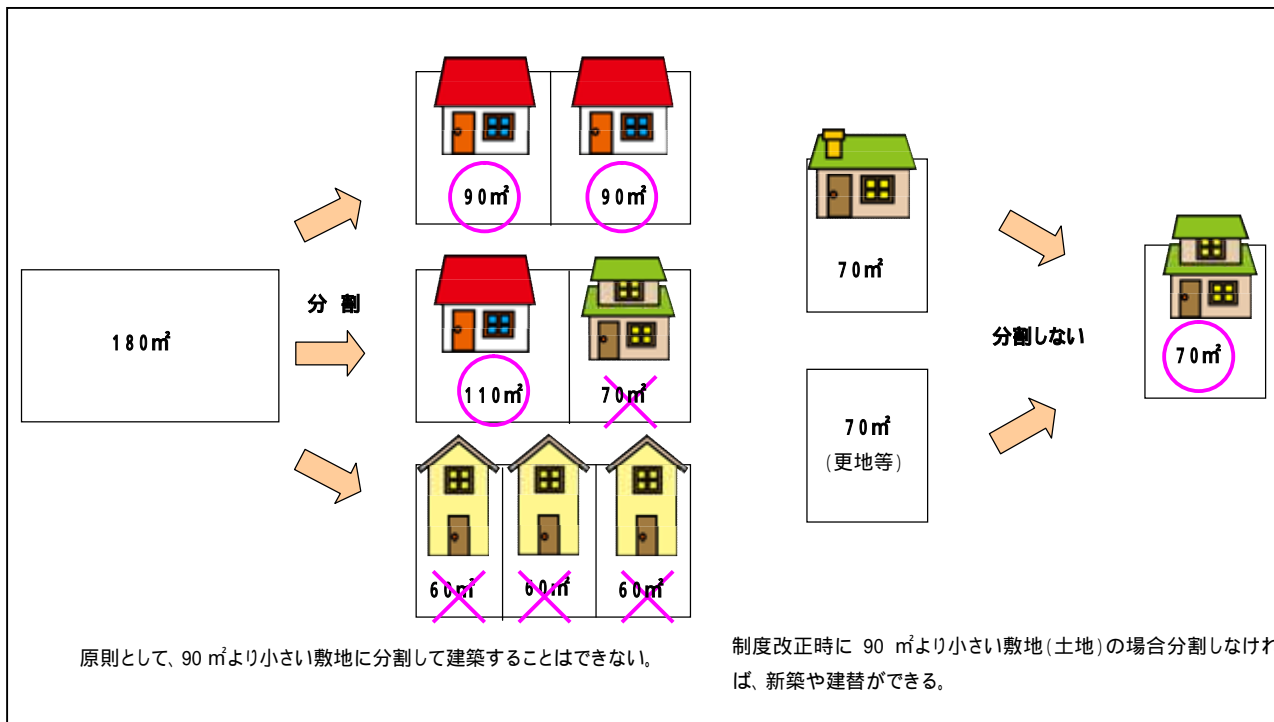 180㎡
分 割
90㎡
90㎡
110㎡
70㎡
60㎡
60㎡
60㎡
原則として、90 ㎡より小さい敷地に分割して建築することはできない。
70㎡
70㎡
(更地等)
分割しない
70㎡
制度改正時に 90 ㎡より小さい敷地(土地)の場合分割しなけれ
ば、新築や建替ができる。